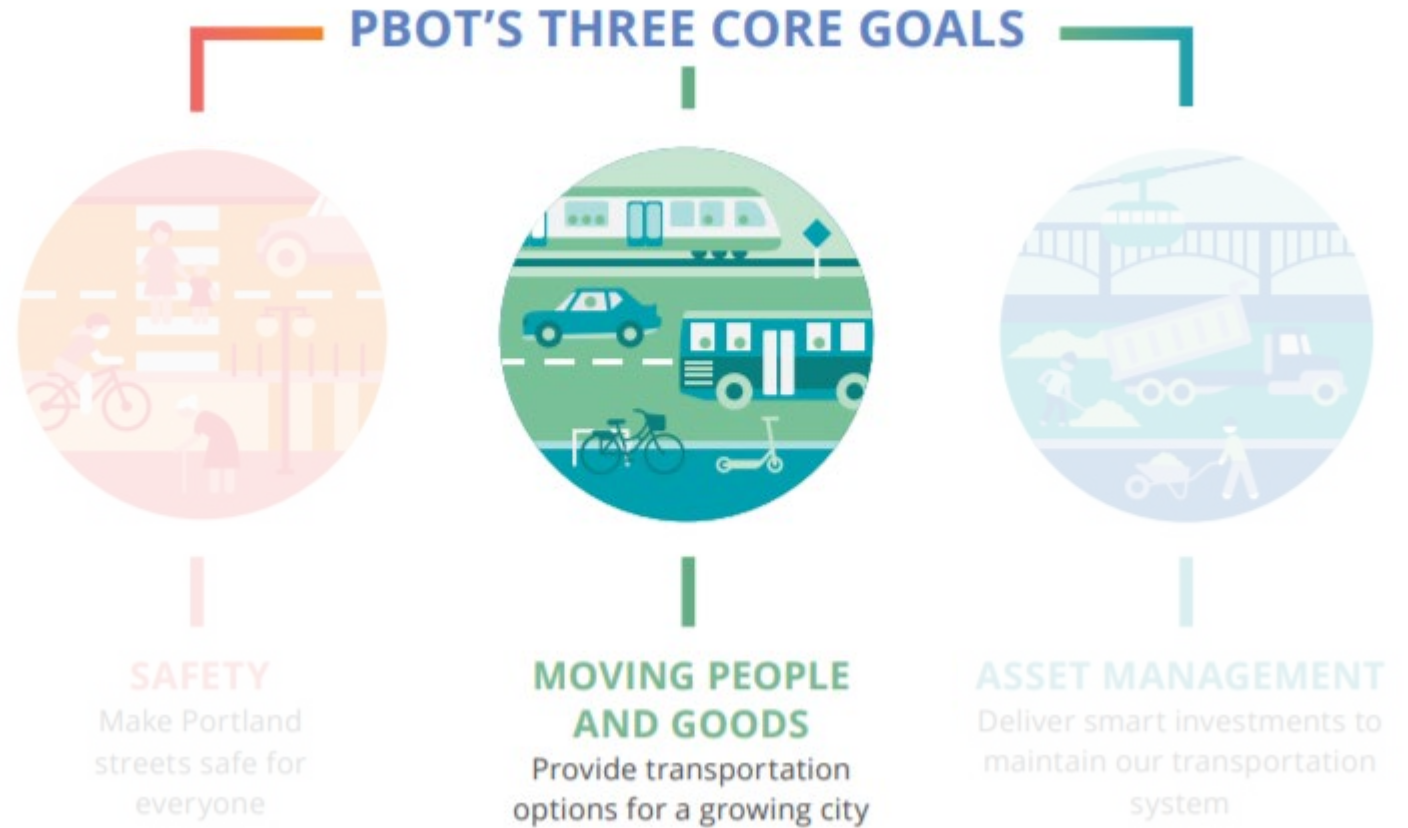 PBOT'S THREE CORE GOALS
SAFETY
Make Portland
streets safe for
everyone
MOVING PEOPLE
AND GOODS
Provide transportation
options for a growing city
ASSET MANAGEMENT
Deliver smart investments to
maintain our transportation
system